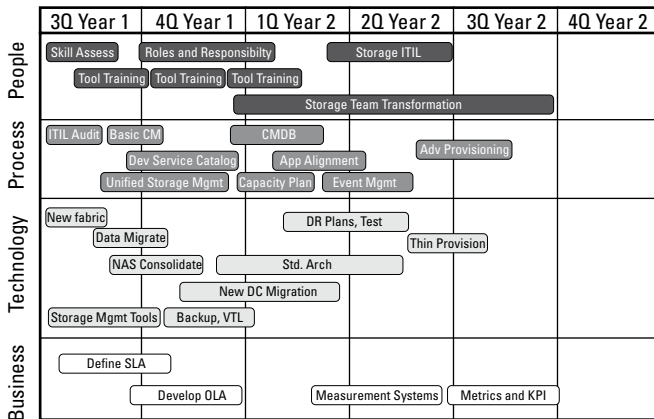 3Q Year 1 4Q Year 1 1Q Year 2 2Q Year 2 3Q Year 2 4Q Year 2
People
Skill Assess Roles and Responsibilty Storage ITIL
Tool Training Tool Training Tool Training
Storage Team Transformation
Process
ITIL Audit Basic CM CMDB
Adv Provisioning
Dev Service Catalog App Alignment
Unified Storage Mgmt Capacity Plan Event Mgmt
Technology
New fabric DR Plans, Test
Data Migrate Thin Provision
NAS Consolidate Std. Arch
New DC Migration
Storage Mgmt Tools Backup, VTL
Business
Define SLA
Develop OLA Measurement Systems Metrics and KPI